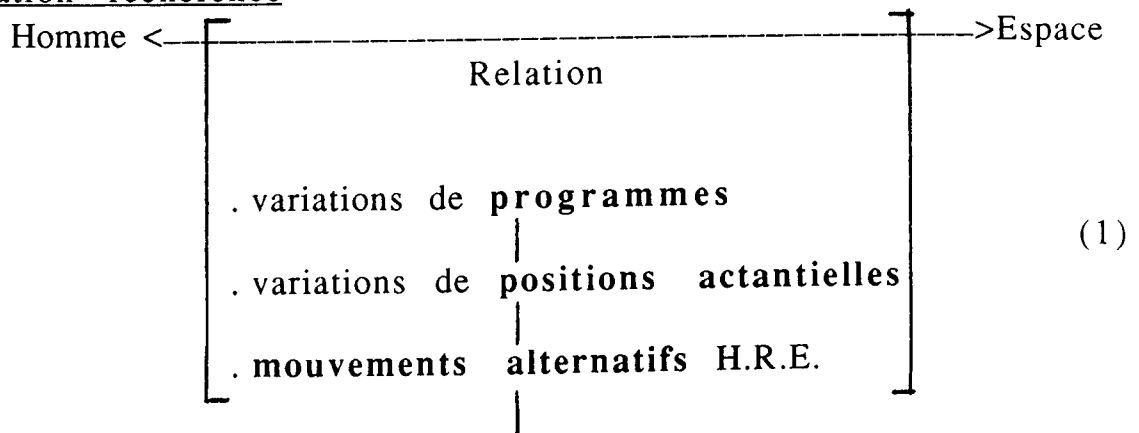 Homme <-------------------->Espace
Relation
. variations de programmes
(1)
. variations de positions actantielles
. mouvements alternatifs H.R.E.